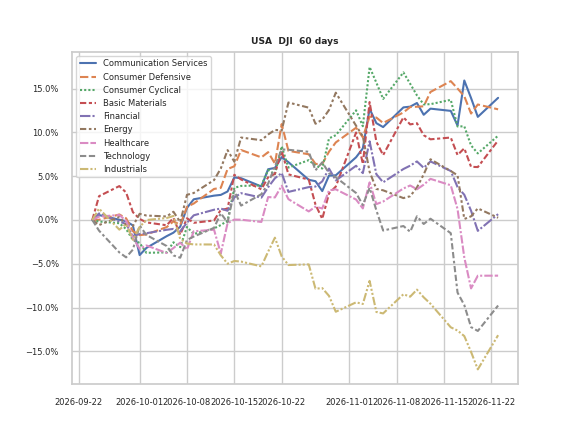 USA  DJI  60 days
Communication Services
Consumer Defensive
Consumer Cyclical
Basic Materials
Financial
Energy
Healthcare
Technology
Industrials
15.0%
10.0%
5.0%
0.0%
−5.0%
−10.0%
−15.0%
2026-09-22
2026-10-01
2026-10-08
2026-10-15
2026-10-22
2026-11-01
2026-11-08
2026-11-15
2026-11-22